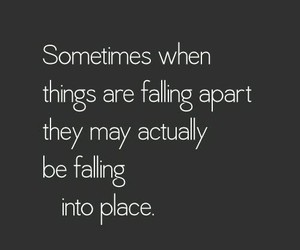 Sometimes when
things are falling apart
they may actually
be falling
into place.